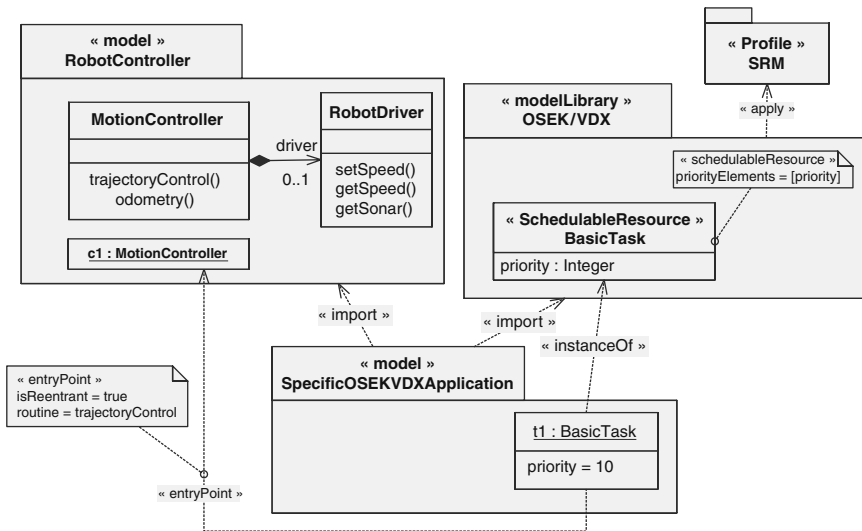 « model »
RobotController
MotionController
trajectoryControl()
odometry()
driver
0..1
RobotDriver
setSpeed()
getSpeed()
getSonar()
c1 : MotionController
« Profile »
SRM
« apply »
« modelLibrary »
OSEK/VDX
« schedulableResource »
priorityElements = [priority]
« SchedulableResource »
BasicTask
priority : Integer
« import »
« import »
« instanceOf »
« model »
SpecificOSEKVDXApplication
t1 : BasicTask
priority = 10
« entryPoint »
isReentrant = true
routine = trajectoryControl
« entryPoint »